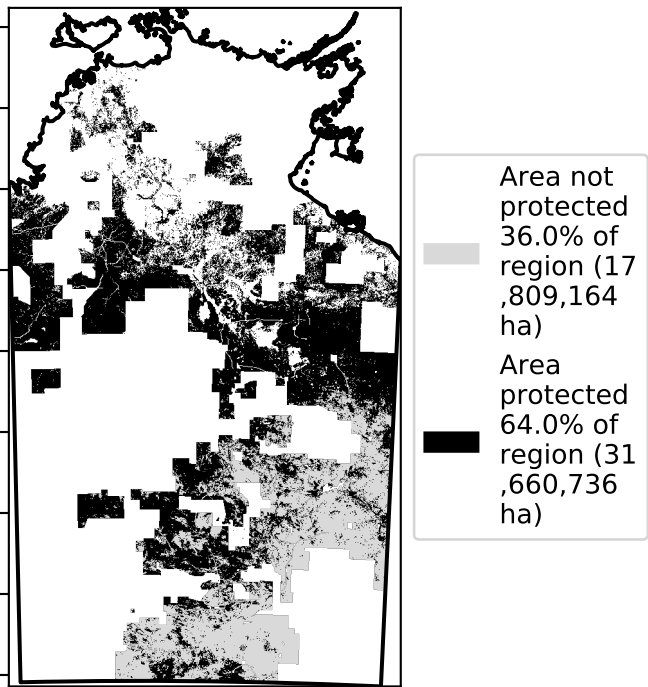 Area not
protected
36.0% of
region (17
,809,164
ha)
Area
protected
64.0% of
region (31
,660,736
ha)